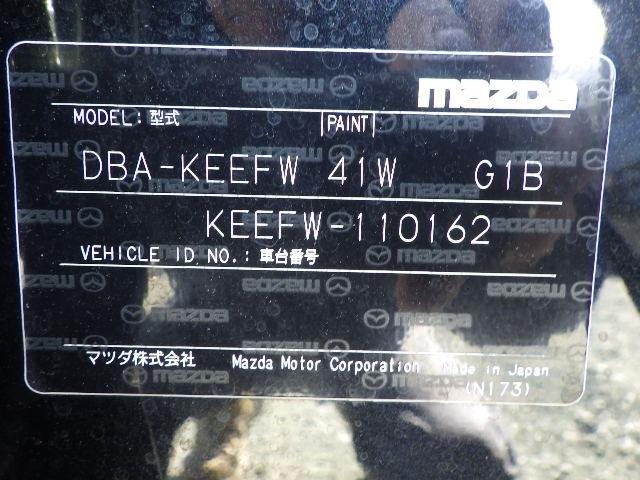 mazda
MODEL: 型式 PAINT
DBA-KEEFW 41W G1B
KEEFW-110162
VEHICLE ID NO.: 車台番号
マツダ株式会社 Mazda Motor Corporation Made in Japan
(N173)